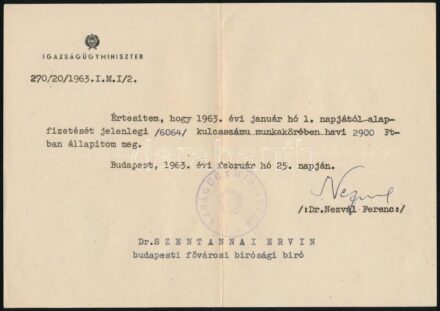 IGAZSÁGÜGYMINISZTER
270/20/1963.I.M.I/2.
Értesitem, hogy 1963. évi január hó 1. napjától alap-
fizetését jelenlegi /6064/ kulcsszámu munkakörében havi 2900 Ft-
ban állapitom meg.
Budapest, 1963. évi február hó 25. napján.
/:Dr.Nezvál Ferenc:/
Dr.SZENTANNAI ERVIN
budapesti fővárosi birósági biró